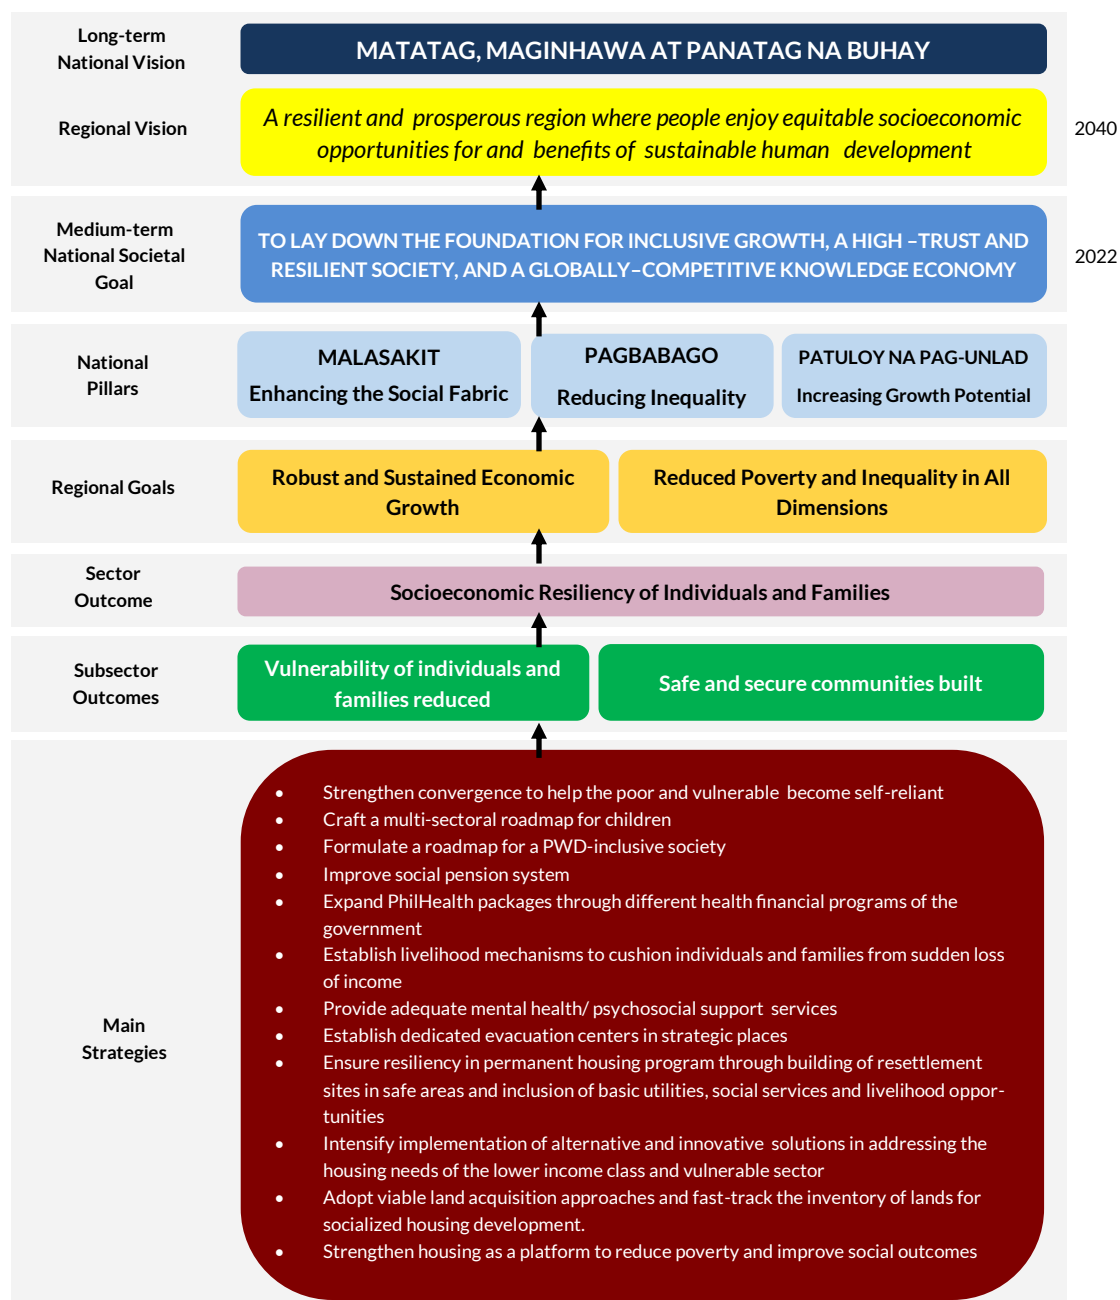 Long-term
National Vision
MATATAG, MAGINHAWA AT PANATAG NA BUHAY
Regional Vision
A resilient and prosperous region where people enjoy equitable socioeconomic
opportunities for and benefits of sustainable human development
2040
Medium-term
National Societal
Goal
TO LAY DOWN THE FOUNDATION FOR INCLUSIVE GROWTH, A HIGH –TRUST AND
RESILIENT SOCIETY, AND A GLOBALLY–COMPETITIVE KNOWLEDGE ECONOMY
2022
National
Pillars
MALASAKIT
Enhancing the Social Fabric
PAGBABAGO
Reducing Inequality
PATULOY NA PAG-UNLAD
Increasing Growth Potential
Regional Goals
Robust and Sustained Economic
Growth
Reduced Poverty and Inequality in All
Dimensions
Sector
Outcome
Socioeconomic Resiliency of Individuals and Families
Subsector
Outcomes
Vulnerability of individuals and
families reduced
Safe and secure communities built
Main
Strategies
• Strengthen convergence to help the poor and vulnerable become self-reliant
• Craft a multi-sectoral roadmap for children
• Formulate a roadmap for a PWD-inclusive society
• Improve social pension system
• Expand PhilHealth packages through different health financial programs of the
government
• Establish livelihood mechanisms to cushion individuals and families from sudden loss
of income
• Provide adequate mental health/ psychosocial support services
• Establish dedicated evacuation centers in strategic places
• Ensure resiliency in permanent housing program through building of resettlement
sites in safe areas and inclusion of basic utilities, social services and livelihood oppor-
tunities
• Intensify implementation of alternative and innovative solutions in addressing the
housing needs of the lower income class and vulnerable sector
• Adopt viable land acquisition approaches and fast-track the inventory of lands for
socialized housing development.
• Strengthen housing as a platform to reduce poverty and improve social outcomes